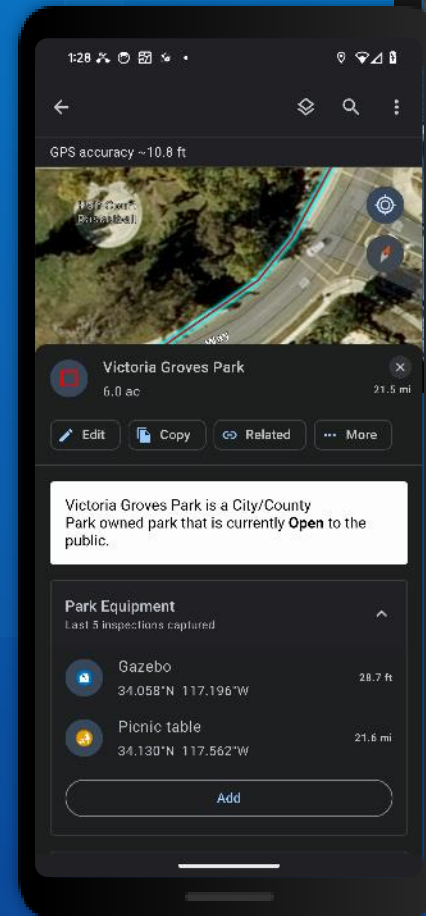 1:28
GPS accuracy ~10.8 ft
Half Court
Basketball
Way
Victoria Groves Park
6.0 ac
21.5 mi
Edit
Copy
Related
More
Victoria Groves Park is a City/County
Park owned park that is currently Open to the
public.
Park Equipment
Last 5 inspections captured
Gazebo
34.058°N 117.196°W
28.7 ft
Picnic table
34.130°N 117.562°W
21.6 mi
Add